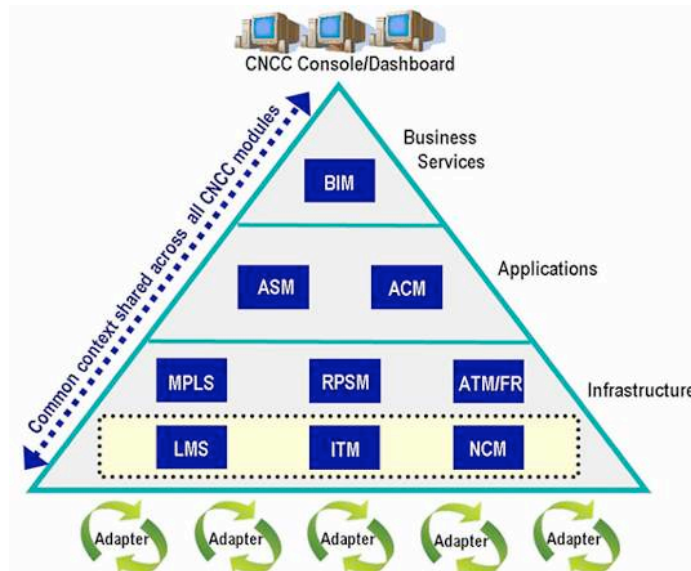 CNCC Console/Dashboard
Common context shared across all CNCC modules
Business
Services
BIM
Applications
ASM ACM
Infrastructure
MPLS RPSM ATM/FR
LMS ITM NCM
Adapter Adapter Adapter Adapter Adapter